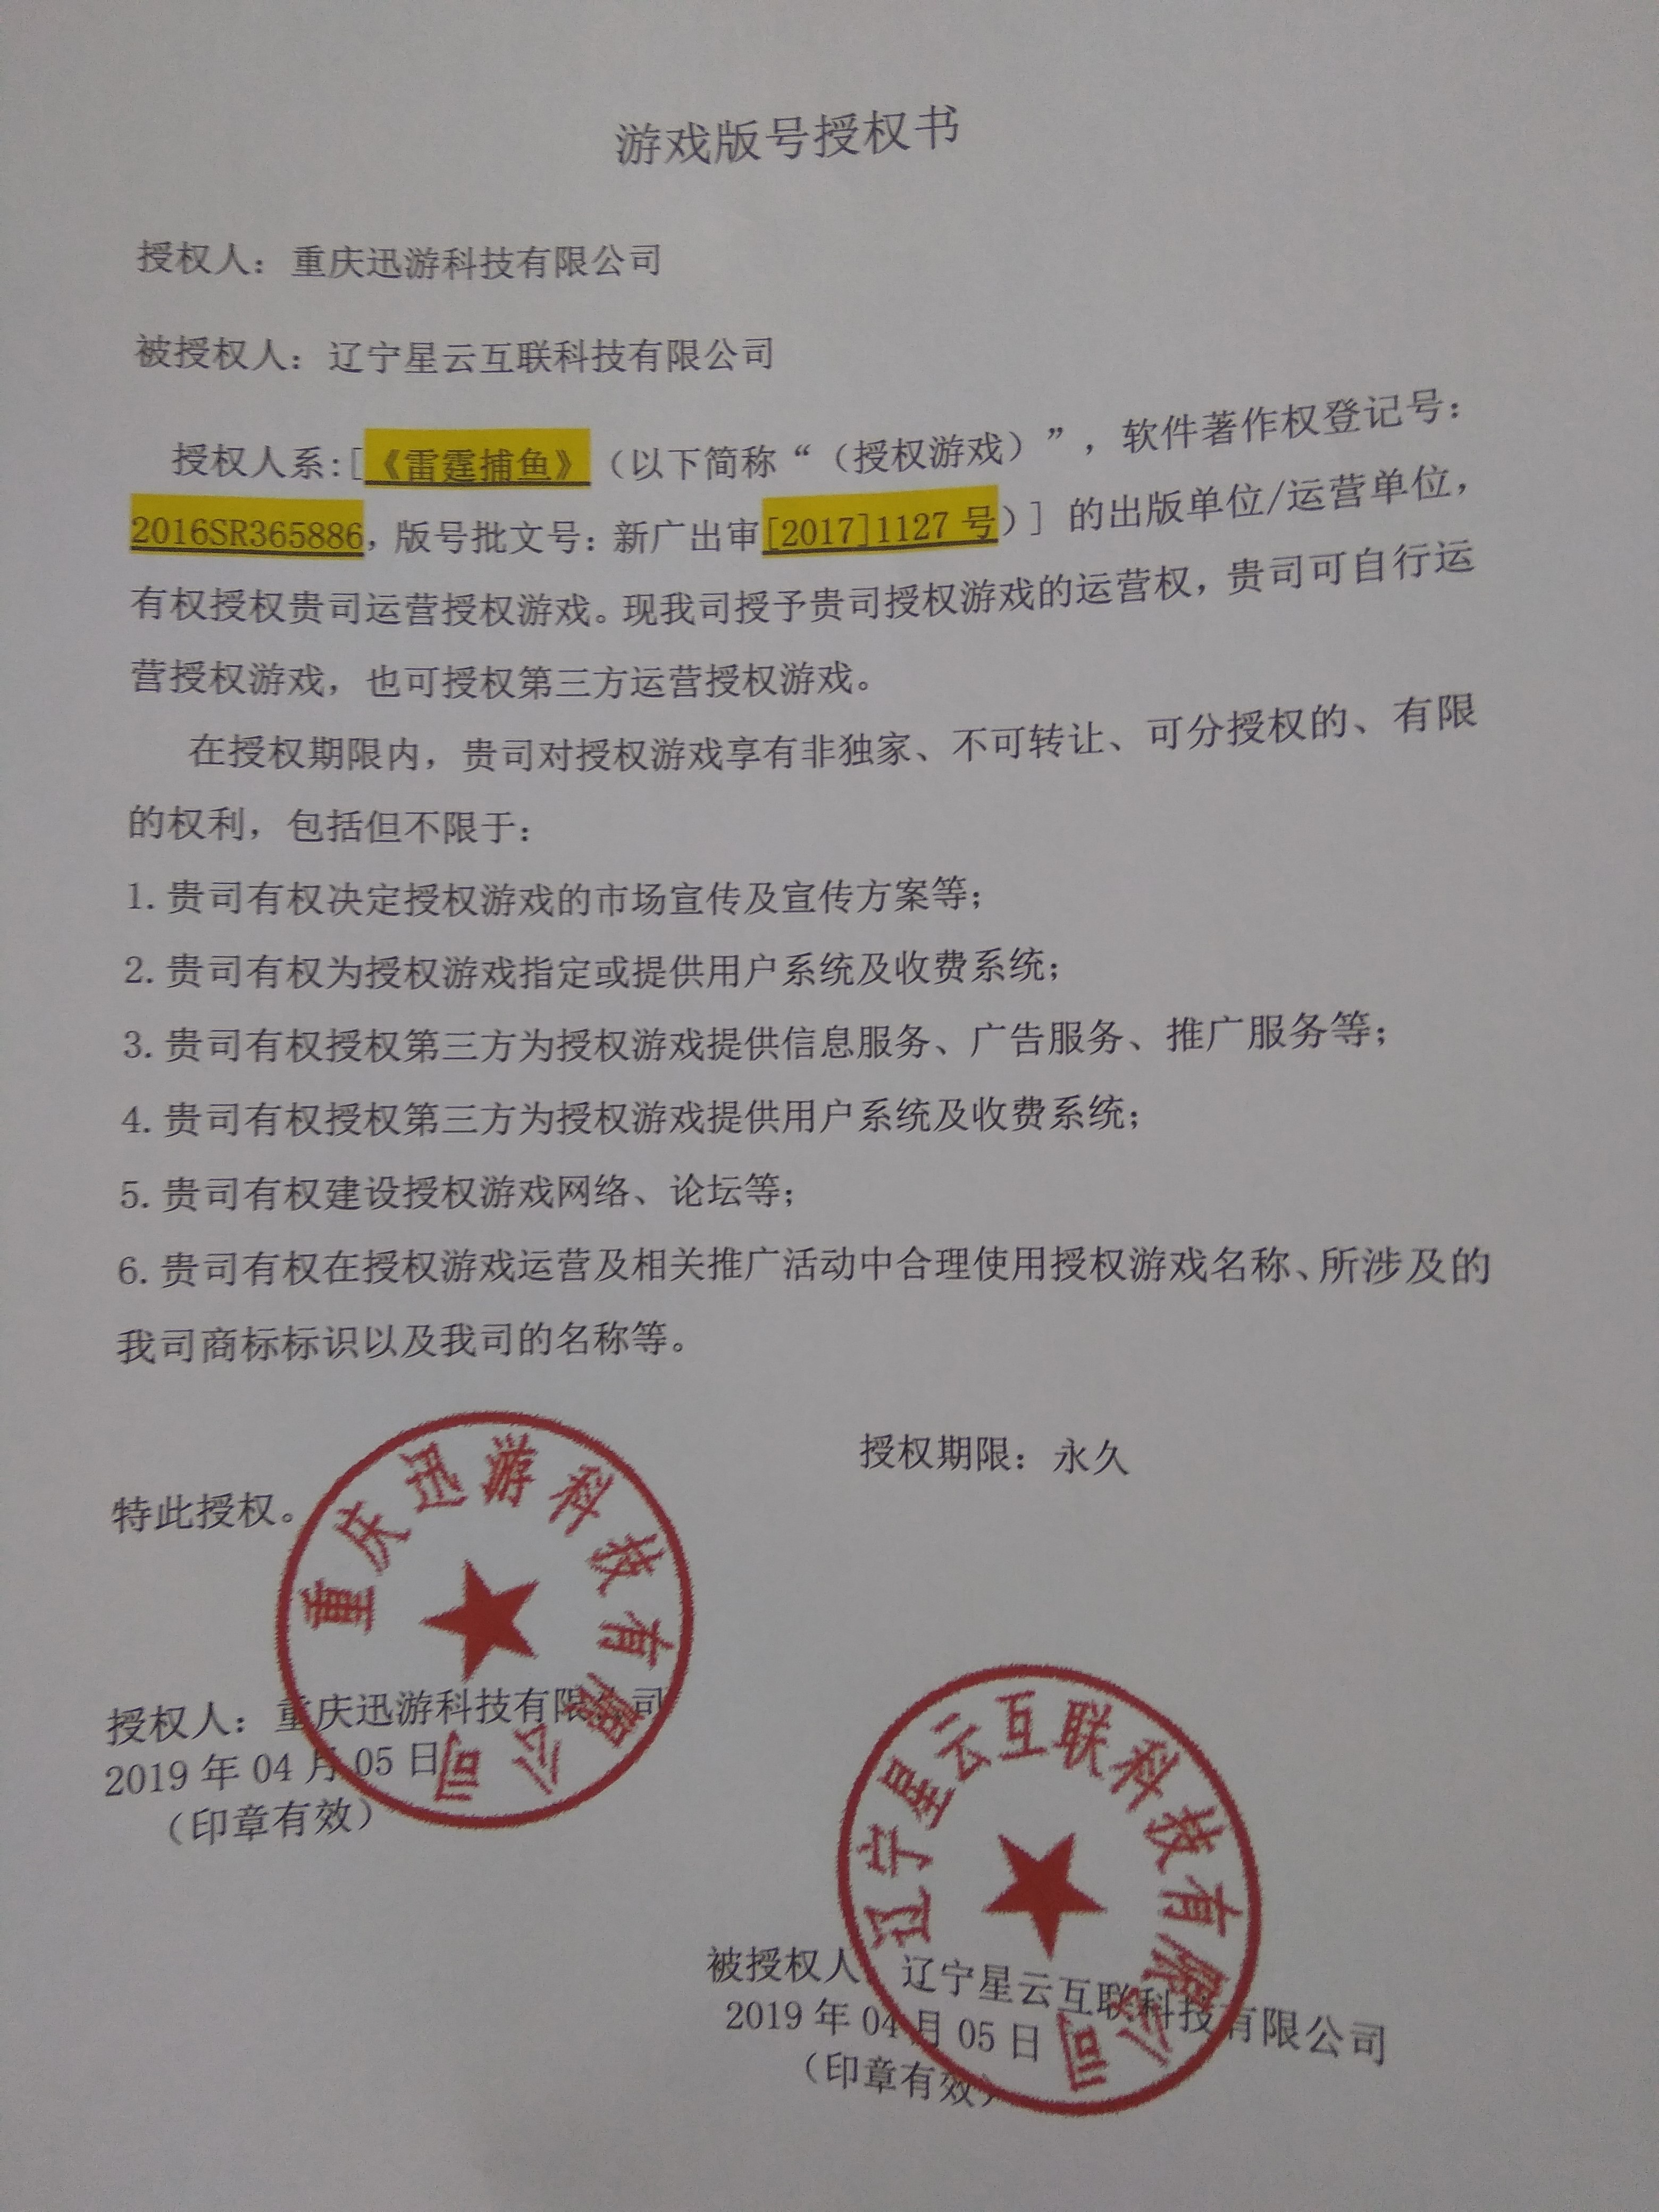 游戏版号授权书
授权人：重庆迅游科技有限公司
被授权人：辽宁星云互联科技有限公司
授权人系:[《雷霆捕鱼》（以下简称“（授权游戏）”，软件著作权登记号：
2016SR365886，版号批文号：新广出审[2017]1127号)］的出版单位/运营单位，
有权授权贵司运营授权游戏。现我司授予贵司授权游戏的运营权，贵司可自行运
营授权游戏，也可授权第三方运营授权游戏。
在授权期限内，贵司对授权游戏享有非独家、不可转让、可分授权的、有限
的权利，包括但不限于：
1.贵司有权决定授权游戏的市场宣传及宣传方案等；
2.贵司有权为授权游戏指定或提供用户系统及收费系统；
3.贵司有权授权第三方为授权游戏提供信息服务、广告服务、推广服务等；
4.贵司有权授权第三方为授权游戏提供用户系统及收费系统；
5.贵司有权建设授权游戏网络、论坛等；
6.贵司有权在授权游戏运营及相关推广活动中合理使用授权游戏名称、所涉及的
我司商标标识以及我司的名称等。
授权期限：永久
特此授权。
重庆迅游科技有限公司
授权人：重庆迅游科技有限公司
2019年04月05日
（印章有效）
辽宁星云互联科技有限公司
被授权人：辽宁星云互联科技有限公司
2019年04月05日
（印章有效）